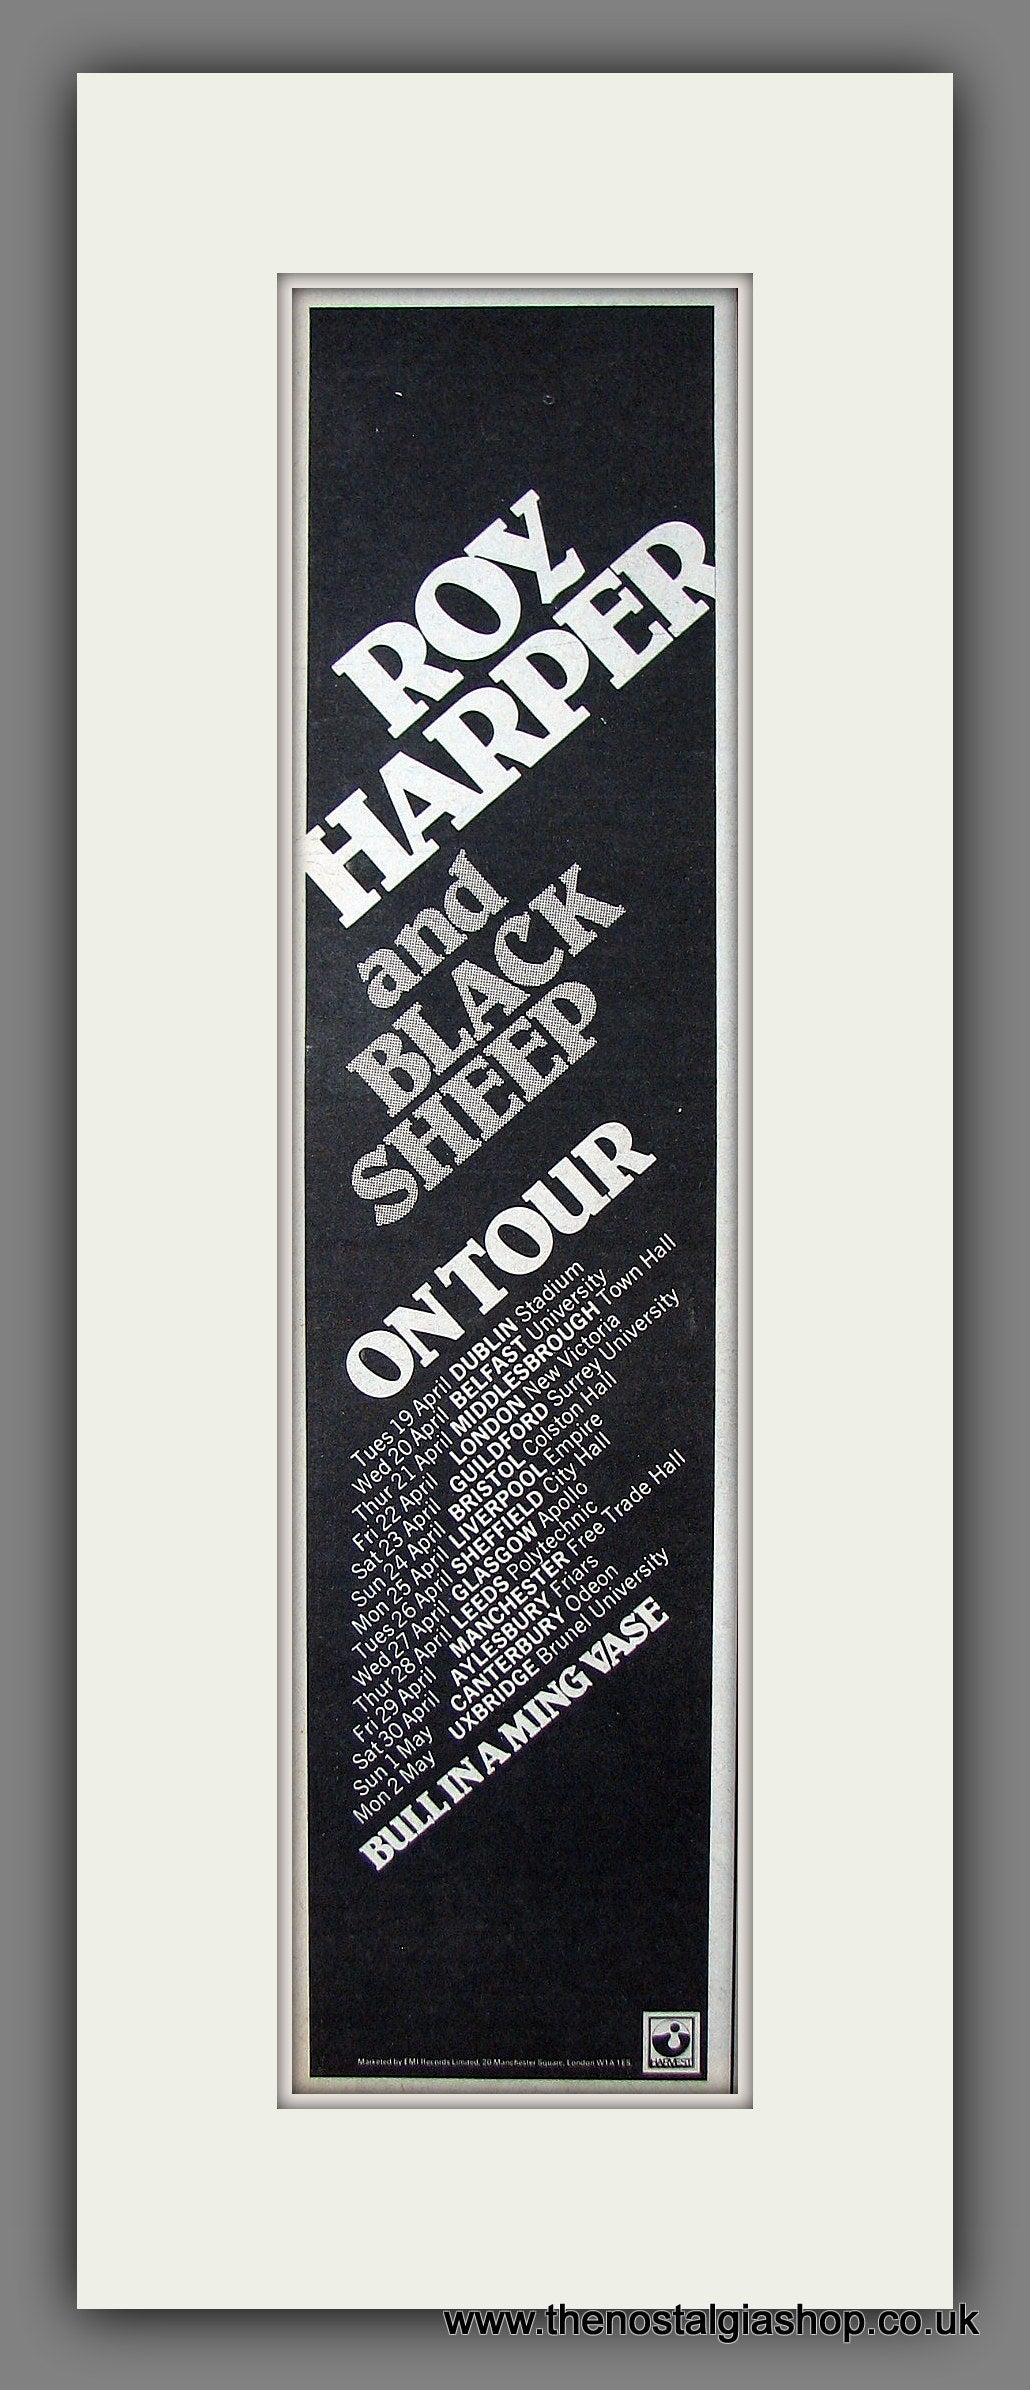 ROY
HARPER
and
BLACK
SHEEP
ON TOUR
Tues 19 April DUBLIN Stadium
Wed 20 April BELFAST University
Thur 21 April MIDDLESBROUGH Town Hall
Fri 22 April LONDON New Victoria
Sat 23 April GUILDFORD Surrey University
Sun 24 April BRISTOL Colston Hall
Mon 25 April LIVERPOOL Empire
Tues 26 April SHEFFIELD City Hall
Wed 27 April GLASGOW Apollo
Thur 28 April LEEDS Polytechnic
Fri 29 April MANCHESTER Free Trade Hall
Sat 30 April AYLESBURY Friars
Sun 1 May CANTERBURY Odeon
Mon 2 May UXBRIDGE Brunel University
BULL IN A MING VASE
Marketed by EMI Records Limited, 20 Manchester Square, London W1A 1ES.
HARVEST
www.thenostalgiashop.co.uk